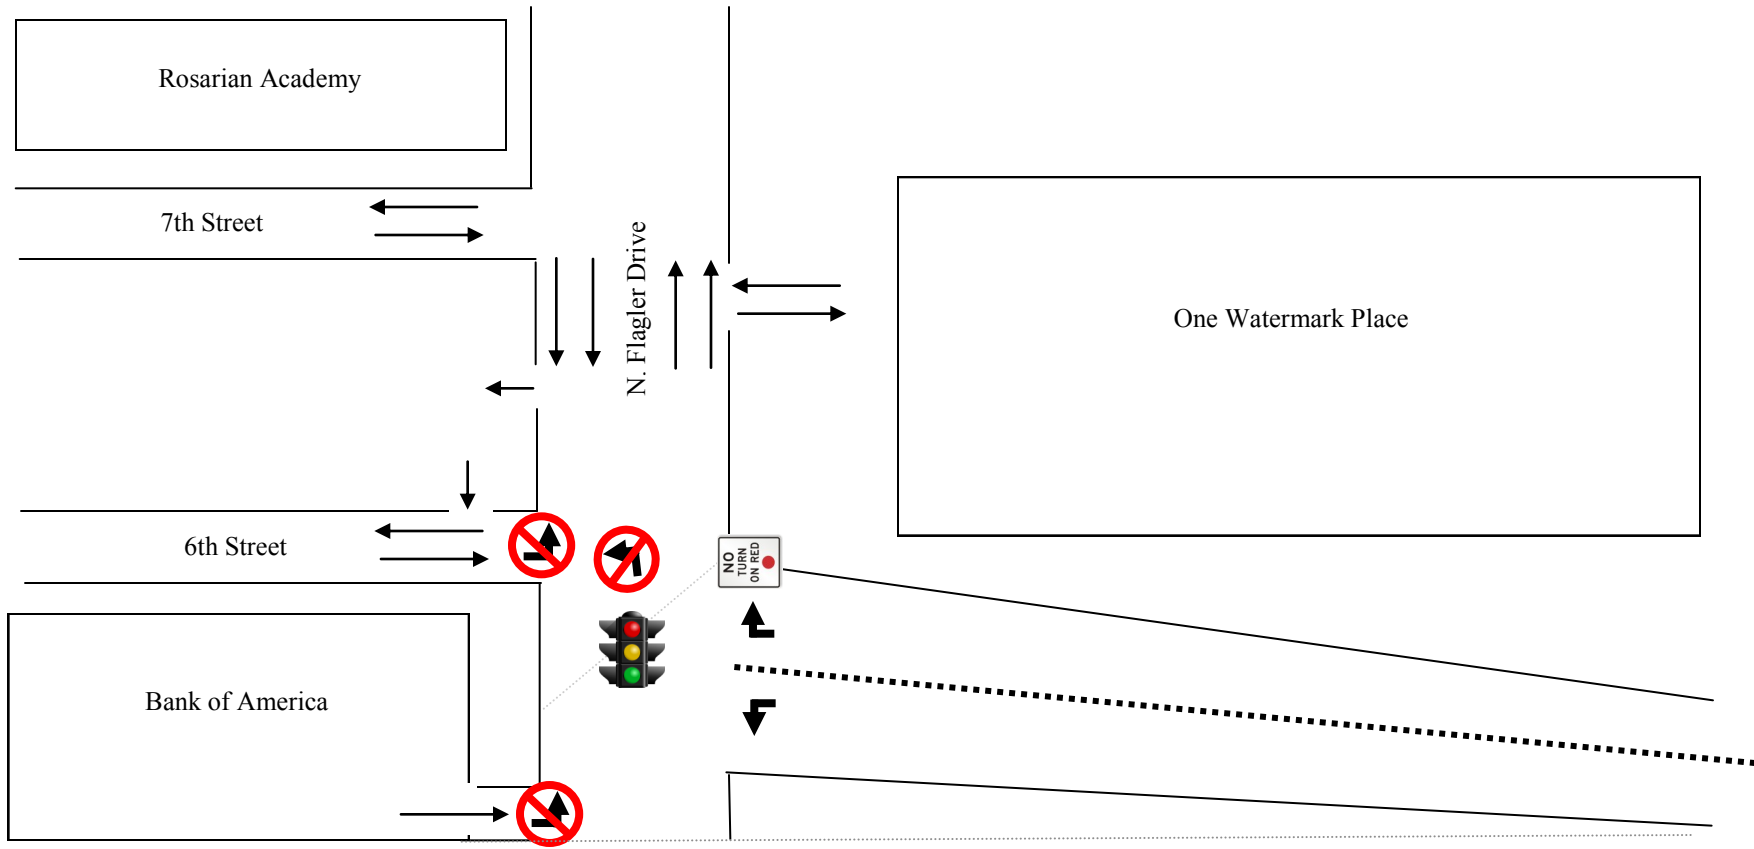 Rosarian Academy
7th Street
N. Flagler Drive
One Watermark Place
6th Street
NO
TURN
ON RED
Bank of America